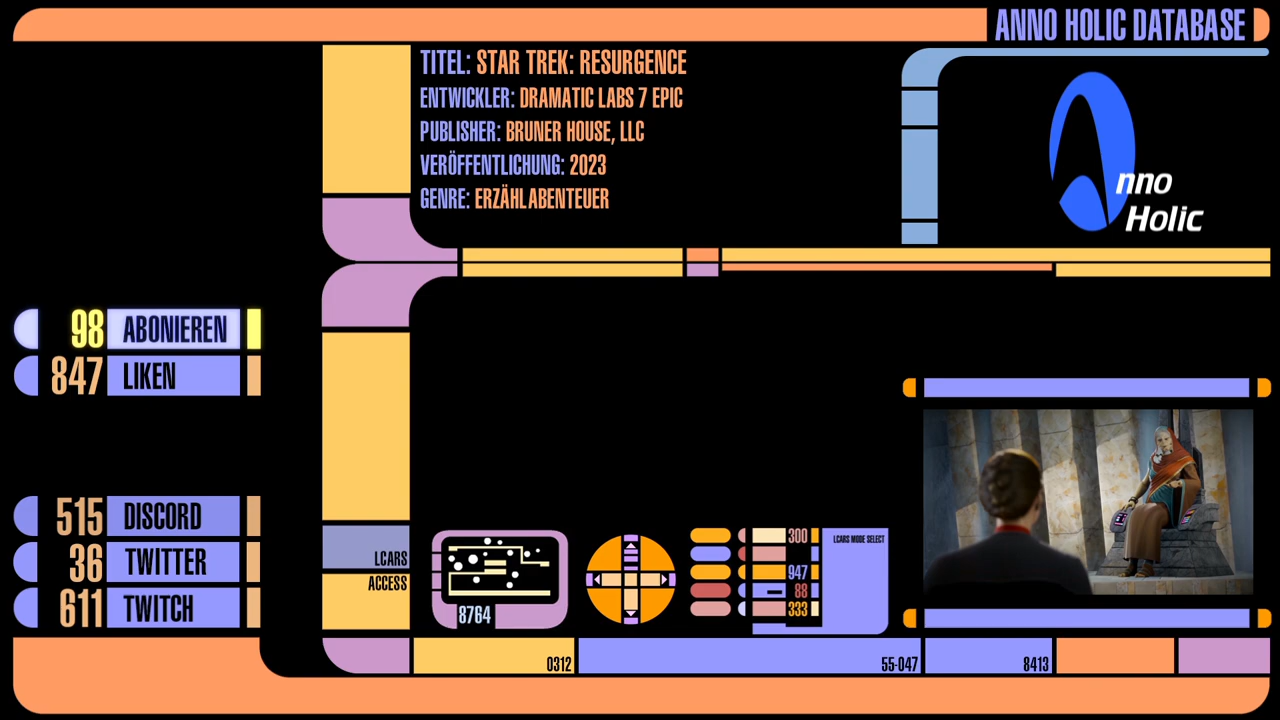 ANNO HOLIC DATABASE
TITEL: STAR TREK: RESURGENCE
ENTWICKLER: DRAMATIC LABS 7 EPIC
PUBLISHER: BRUNER HOUSE, LLC
VERÖFFENTLICHUNG: 2023
GENRE: ERZÄHLABENTEUER
nno
Holic
98 ABONIEREN
847 LIKEN
515 DISCORD
36 TWITTER
611 TWITCH
LCARS
ACCESS
8764
300
947
88
333
LCARS MODE SELECT
0312
55-047
8413